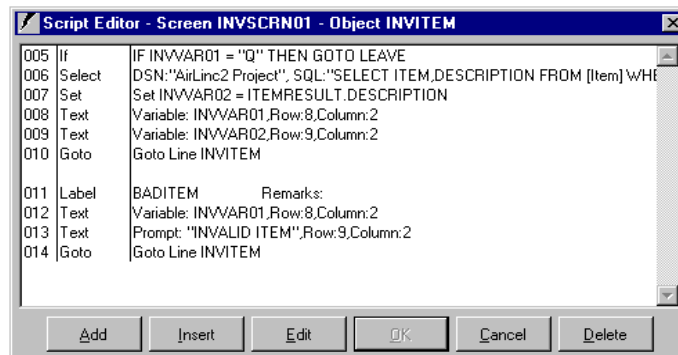 Script Editor - Screen INVSCRN01 - Object INVITEM
005 If IF INVVAR01 = "Q" THEN GOTO LEAVE
006 Select DSN:"AirLinc2 Project", SQL:"SELECT ITEM,DESCRIPTION FROM [Item] WHE
007 Set Set INVVAR02 = ITEMRESULT.DESCRIPTION
008 Text Variable: INVVAR01,Row:8,Column:2
009 Text Variable: INVVAR02,Row:9,Column:2
010 Goto Goto Line INVITEM
011 Label BADITEM Remarks:
012 Text Variable: INVVAR01,Row:8,Column:2
013 Text Prompt: "INVALID ITEM",Row:9,Column:2
014 Goto Goto Line INVITEM
Add Insert Edit OK Cancel Delete